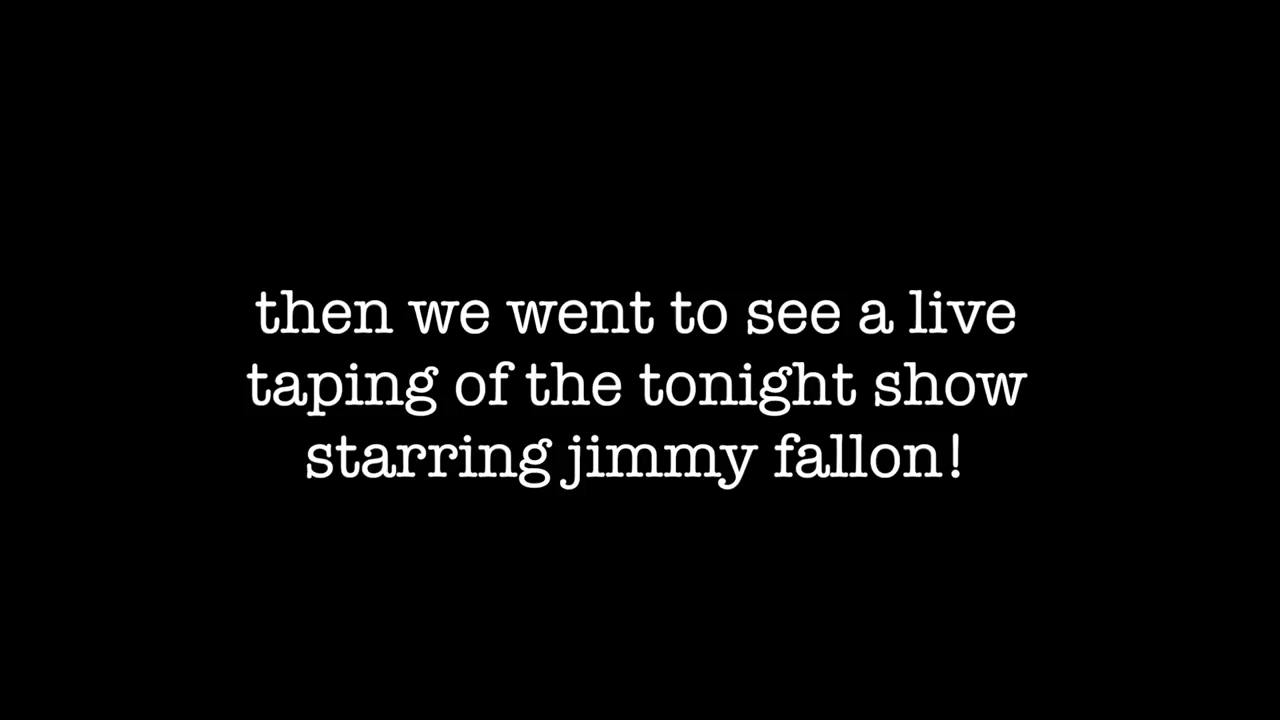 then we went to see a live
taping of the tonight show
starring jimmy fallon!